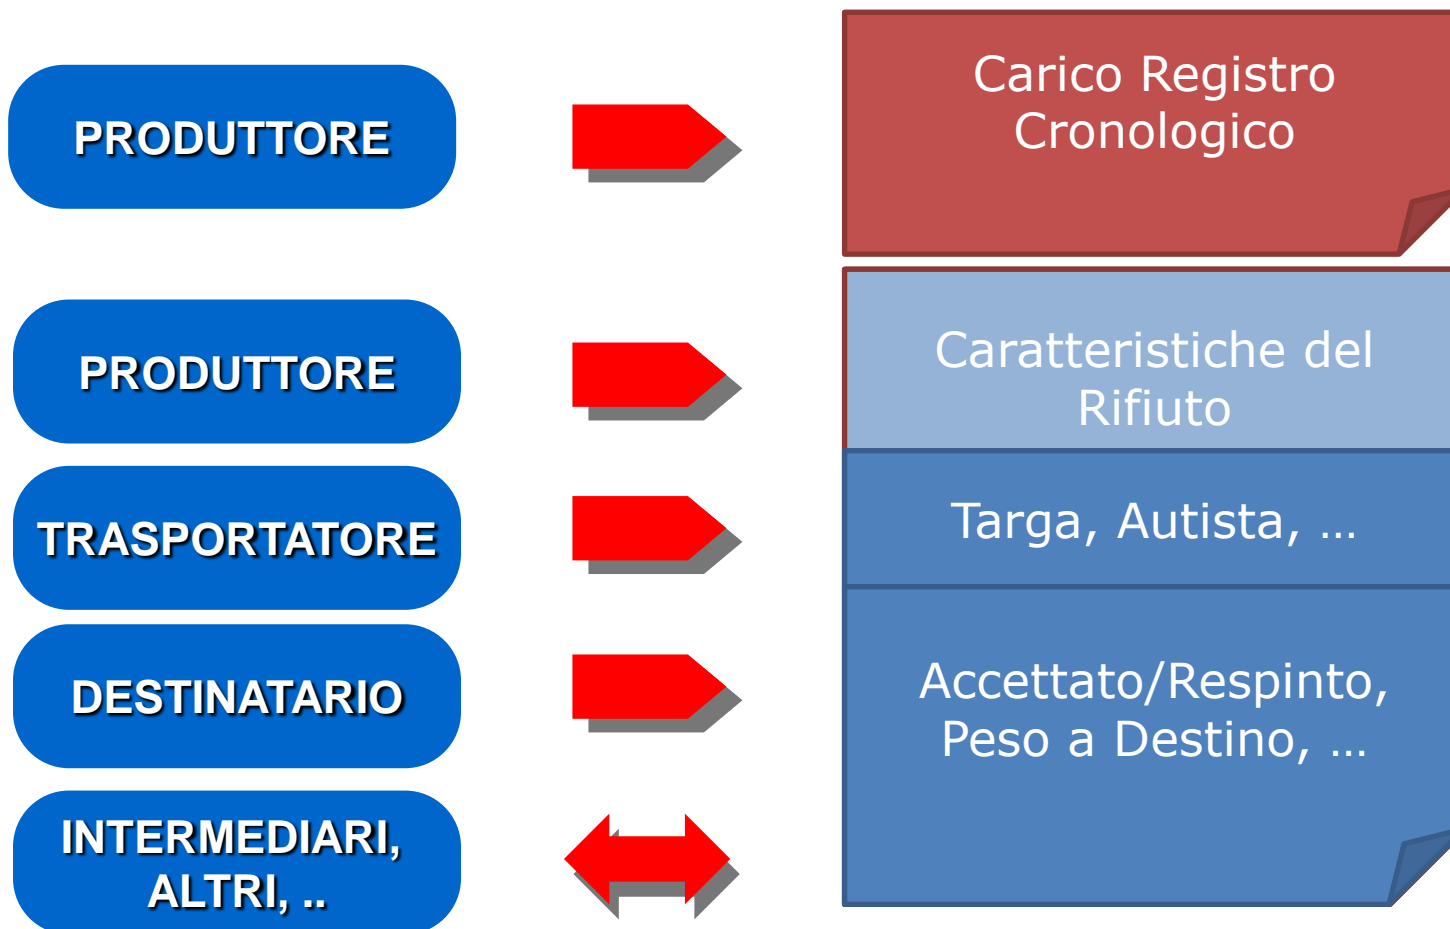 PRODUTTORE
Carico Registro
Cronologico
PRODUTTORE
Caratteristiche del
Rifiuto
TRASPORTATORE
Targa, Autista, ...
DESTINATARIO
Accettato/Respinto,
Peso a Destino, ...
INTERMEDIARI,
ALTRI, ..